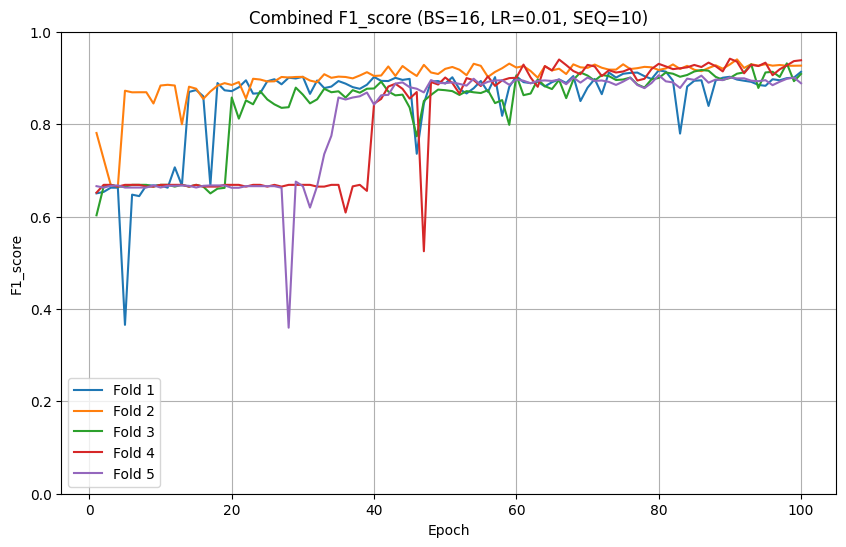 Combined F1_score (BS=16, LR=0.01, SEQ=10)
F1_score
1.0
0.8
0.6
0.4
0.2
0.0
Fold 1
Fold 2
Fold 3
Fold 4
Fold 5
0 20 40 60 80 100
Epoch